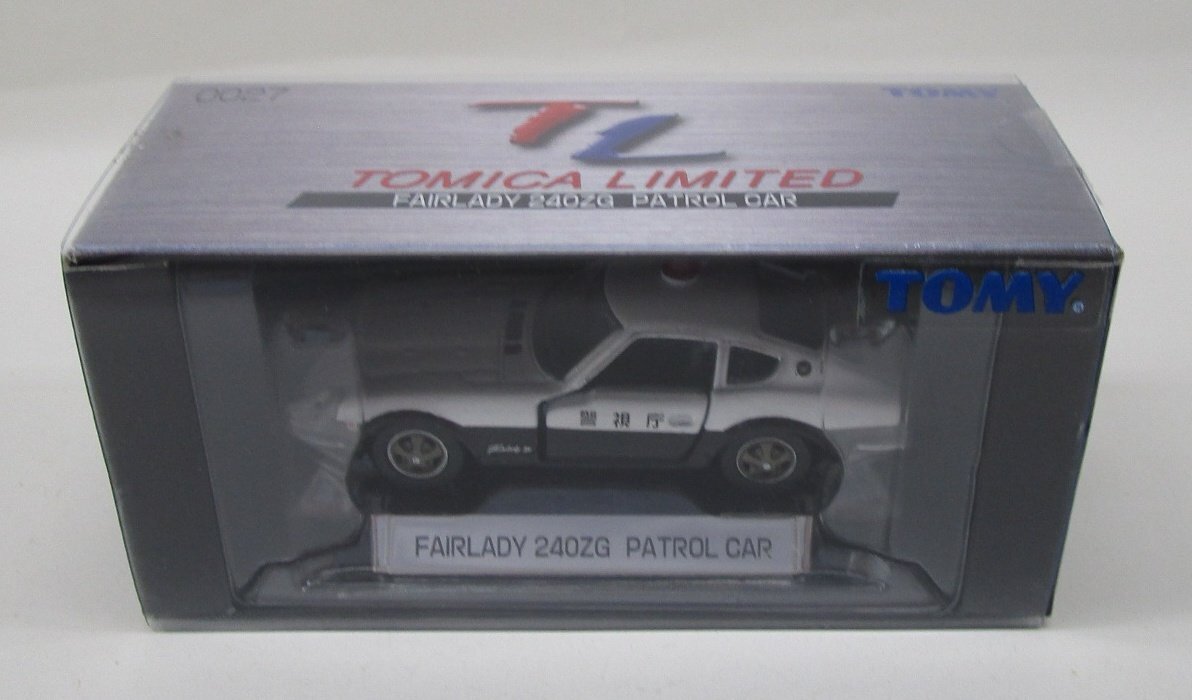 0027
TOMY
TL
TOMICA LIMITED
FAIRLADY 240ZG PATROL CAR
TOMY
警視庁
FAIRLADY 240ZG PATROL CAR